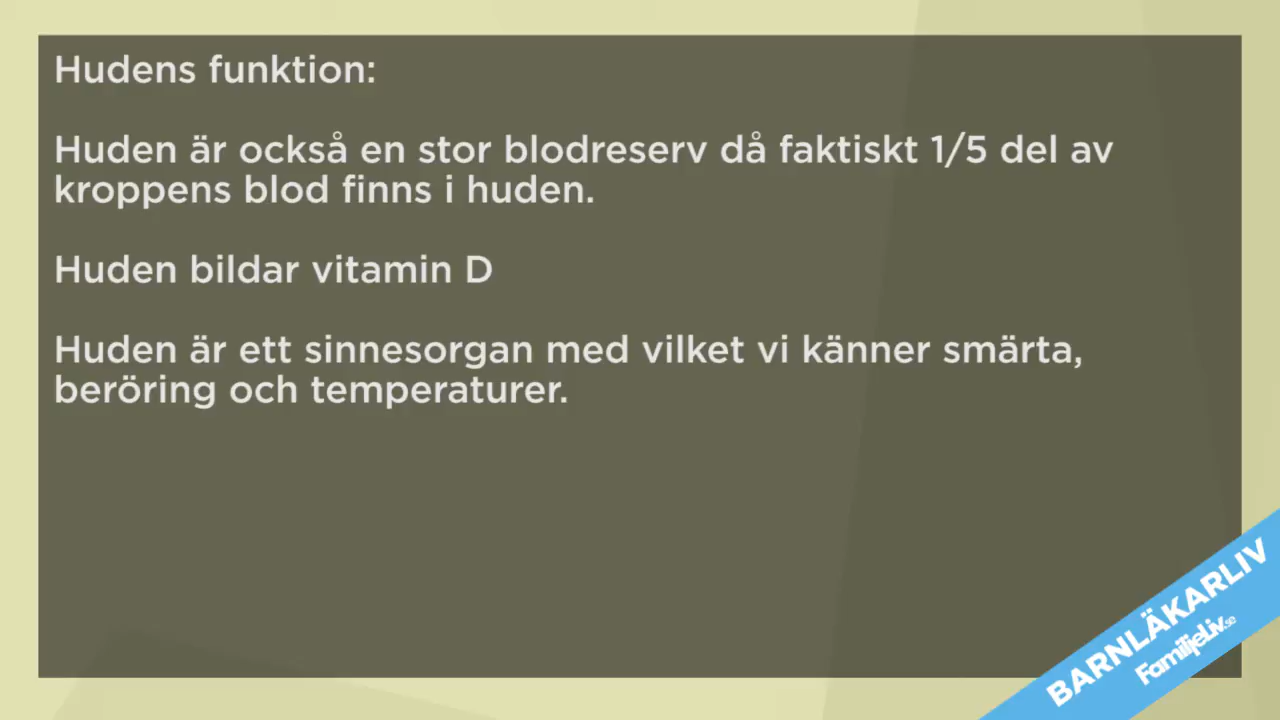 Hudens funktion:
Huden är också en stor blodreserv då faktiskt 1/5 del av
kroppens blod finns i huden.
Huden bildar vitamin D
Huden är ett sinnesorgan med vilket vi känner smärta,
beröring och temperaturer.
BARNLÄKARLIV
FamiljeLiv.se